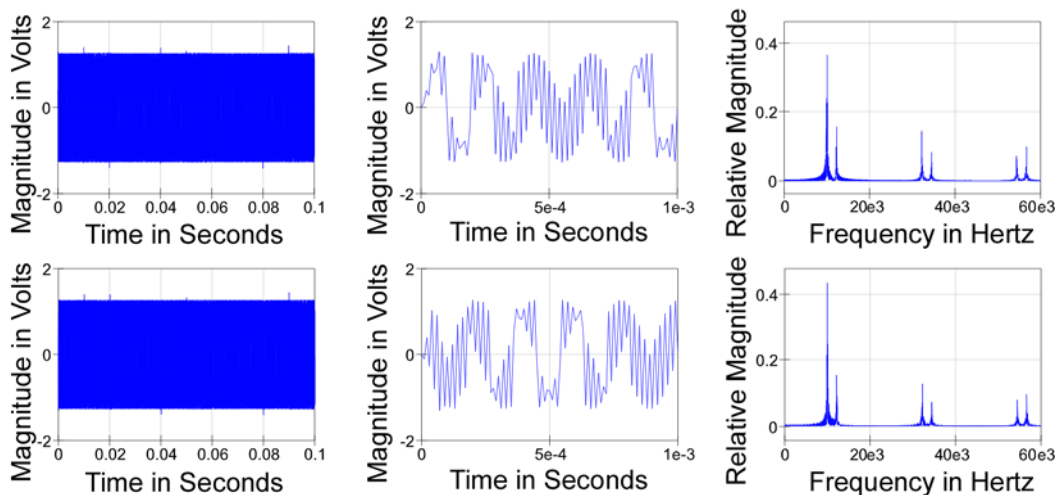 Magnitude in Volts
2
0
-2
0 0.02 0.04 0.06 0.08 0.1
Time in Seconds
Magnitude in Volts
2
0
-2
0 5e-4 1e-3
Time in Seconds
Relative Magnitude
0.4
0.2
0
0 20e3 40e3 60e3
Frequency in Hertz
Magnitude in Volts
2
0
-2
0 0.02 0.04 0.06 0.08 0.1
Time in Seconds
Magnitude in Volts
2
0
-2
0 5e-4 1e-3
Time in Seconds
Relative Magnitude
0.4
0.2
0
0 20e3 40e3 60e3
Frequency in Hertz